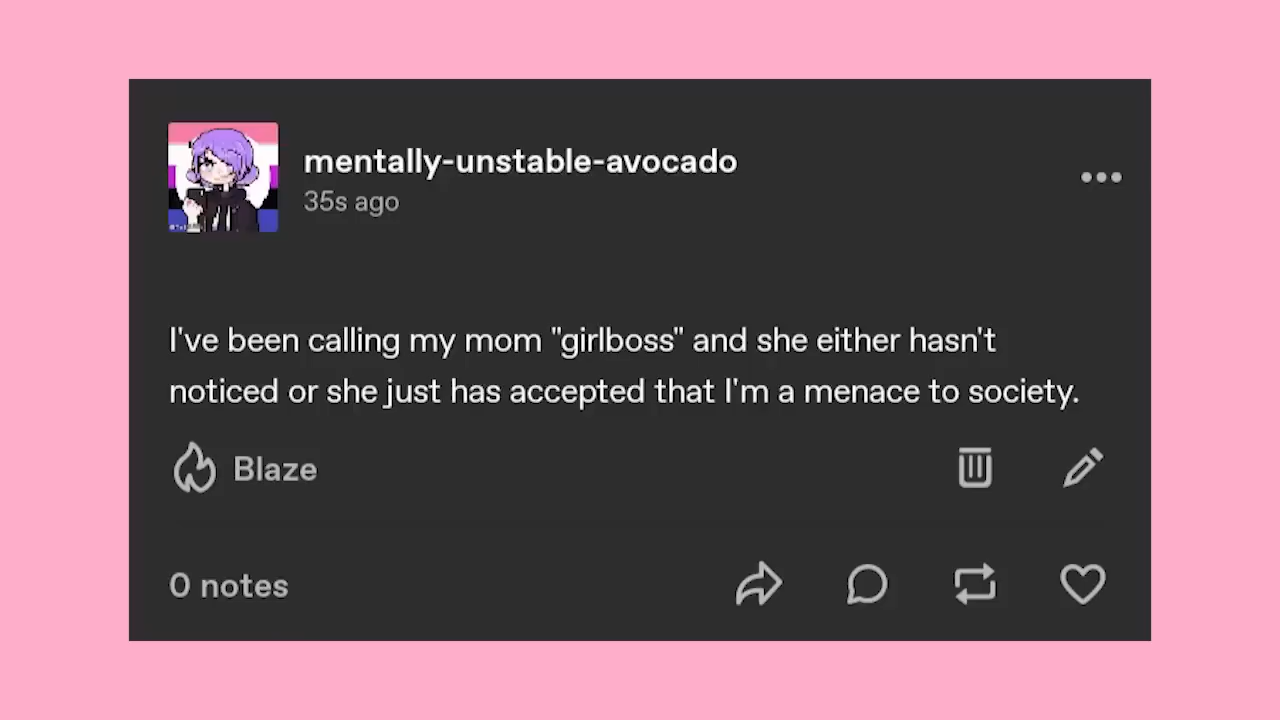 mentally-unstable-avocado
35s ago
I've been calling my mom "girlboss" and she either hasn't
noticed or she just has accepted that I'm a menace to society.
Blaze
0 notes